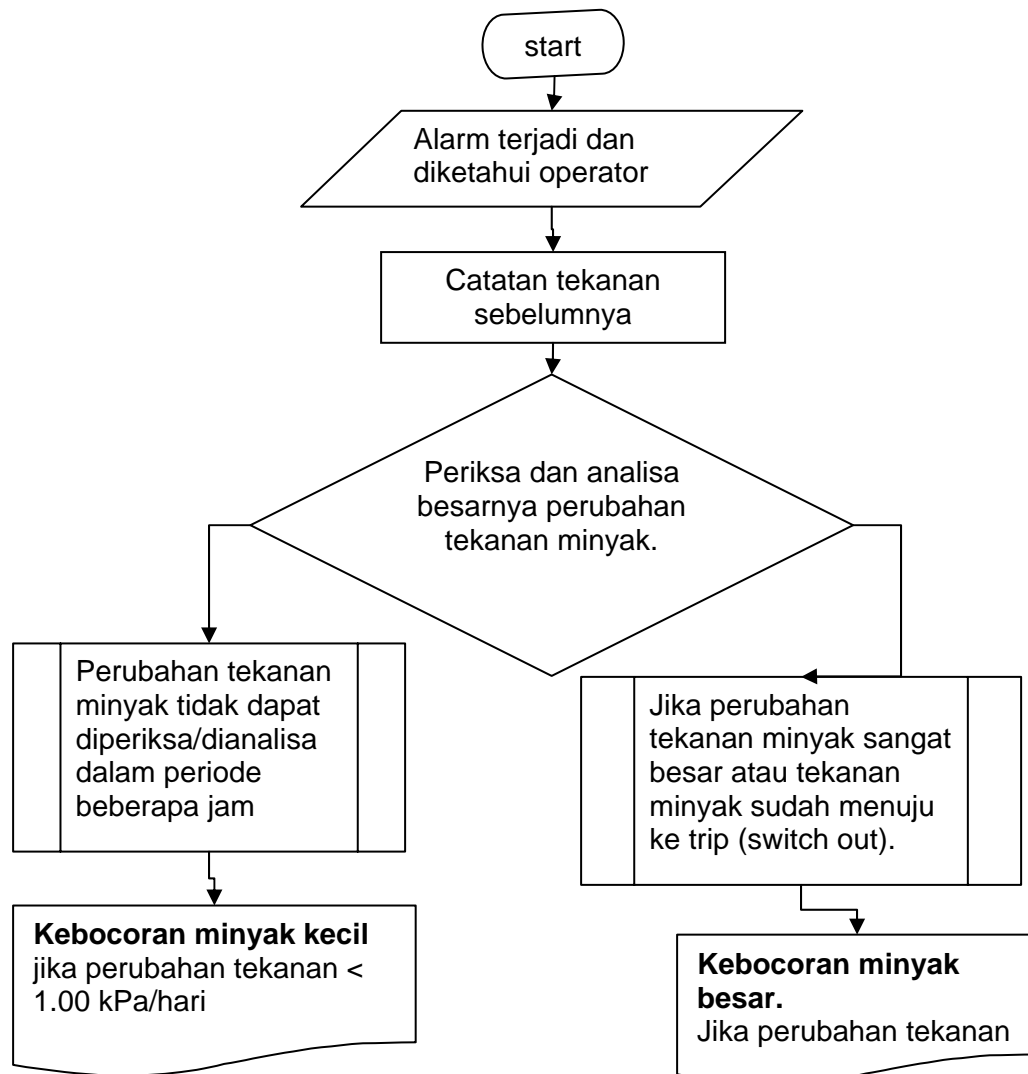 start
Alarm terjadi dan
diketahui operator
Catatan tekanan
sebelumnya
Periksa dan analisa
besarnya perubahan
tekanan minyak.
Perubahan tekanan
minyak tidak dapat
diperiksa/dianalisa
dalam periode
beberapa jam
Jika perubahan
tekanan minyak sangat
besar atau tekanan
minyak sudah menuju
ke trip (switch out).
Kebocoran minyak kecil
jika perubahan tekanan <
1.00 kPa/hari
Kebocoran minyak
besar.
Jika perubahan tekanan